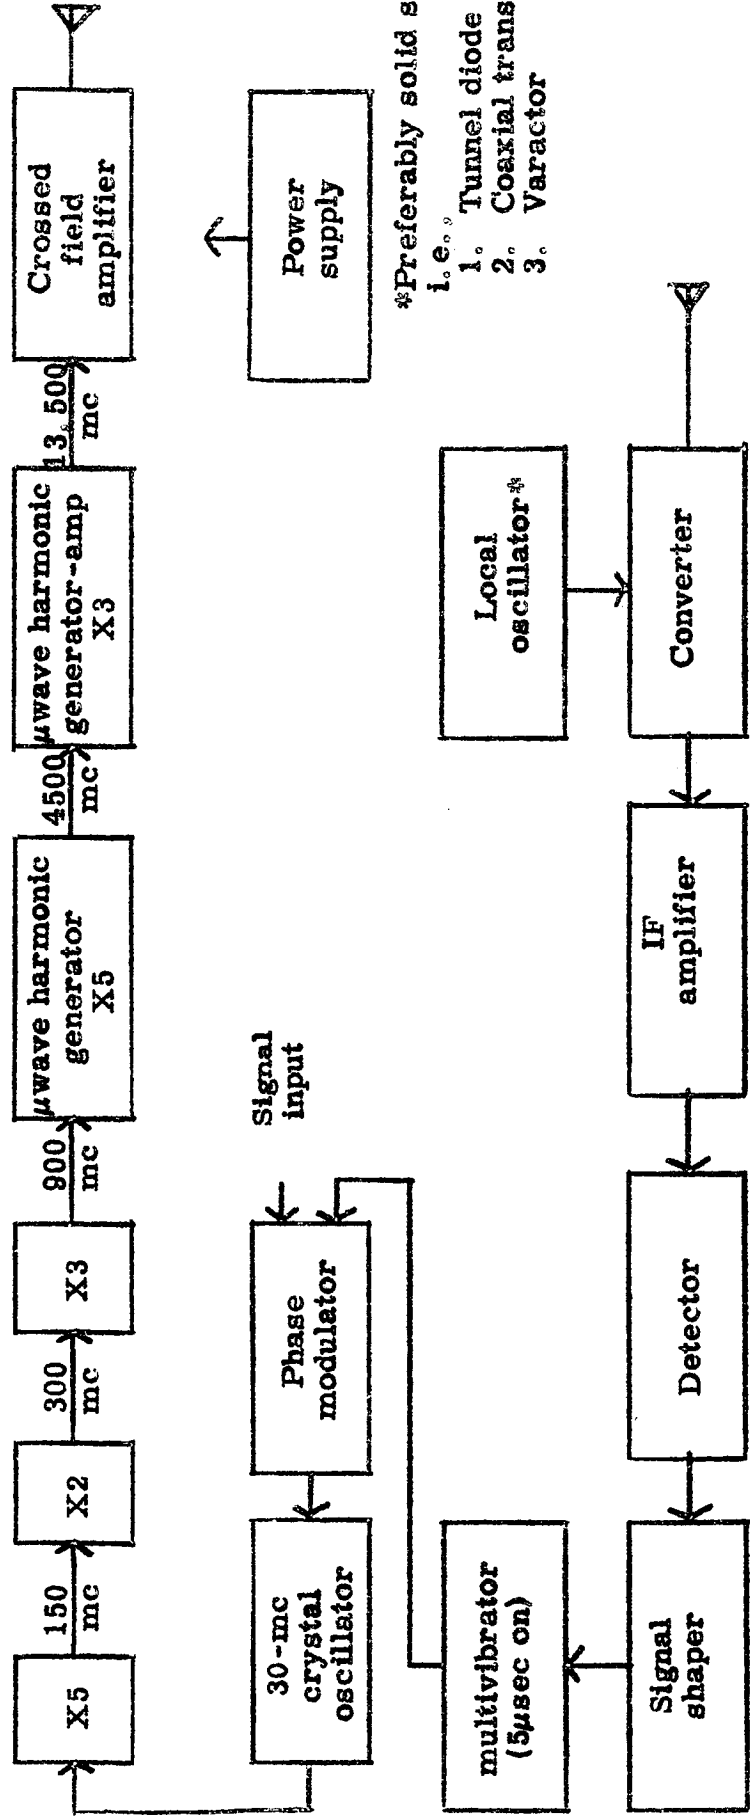 X5
150
mc
X2
300
mc
X3
900
mc
μwave harmonic
generator
X5
4500
mc
μwave harmonic
generator-amp
X3
13,500
mc
Crossed
field
amplifier
30-mc
crystal
oscillator
Phase
modulator
Signal
input
Power
supply
*Preferably solid
i.e.,
1. Tunnel diode
2. Coaxial
3. Varactor
multivibrator
(5μsec on)
Local
oscillator*
Signal
shaper
Detector
IF
amplifier
Converter